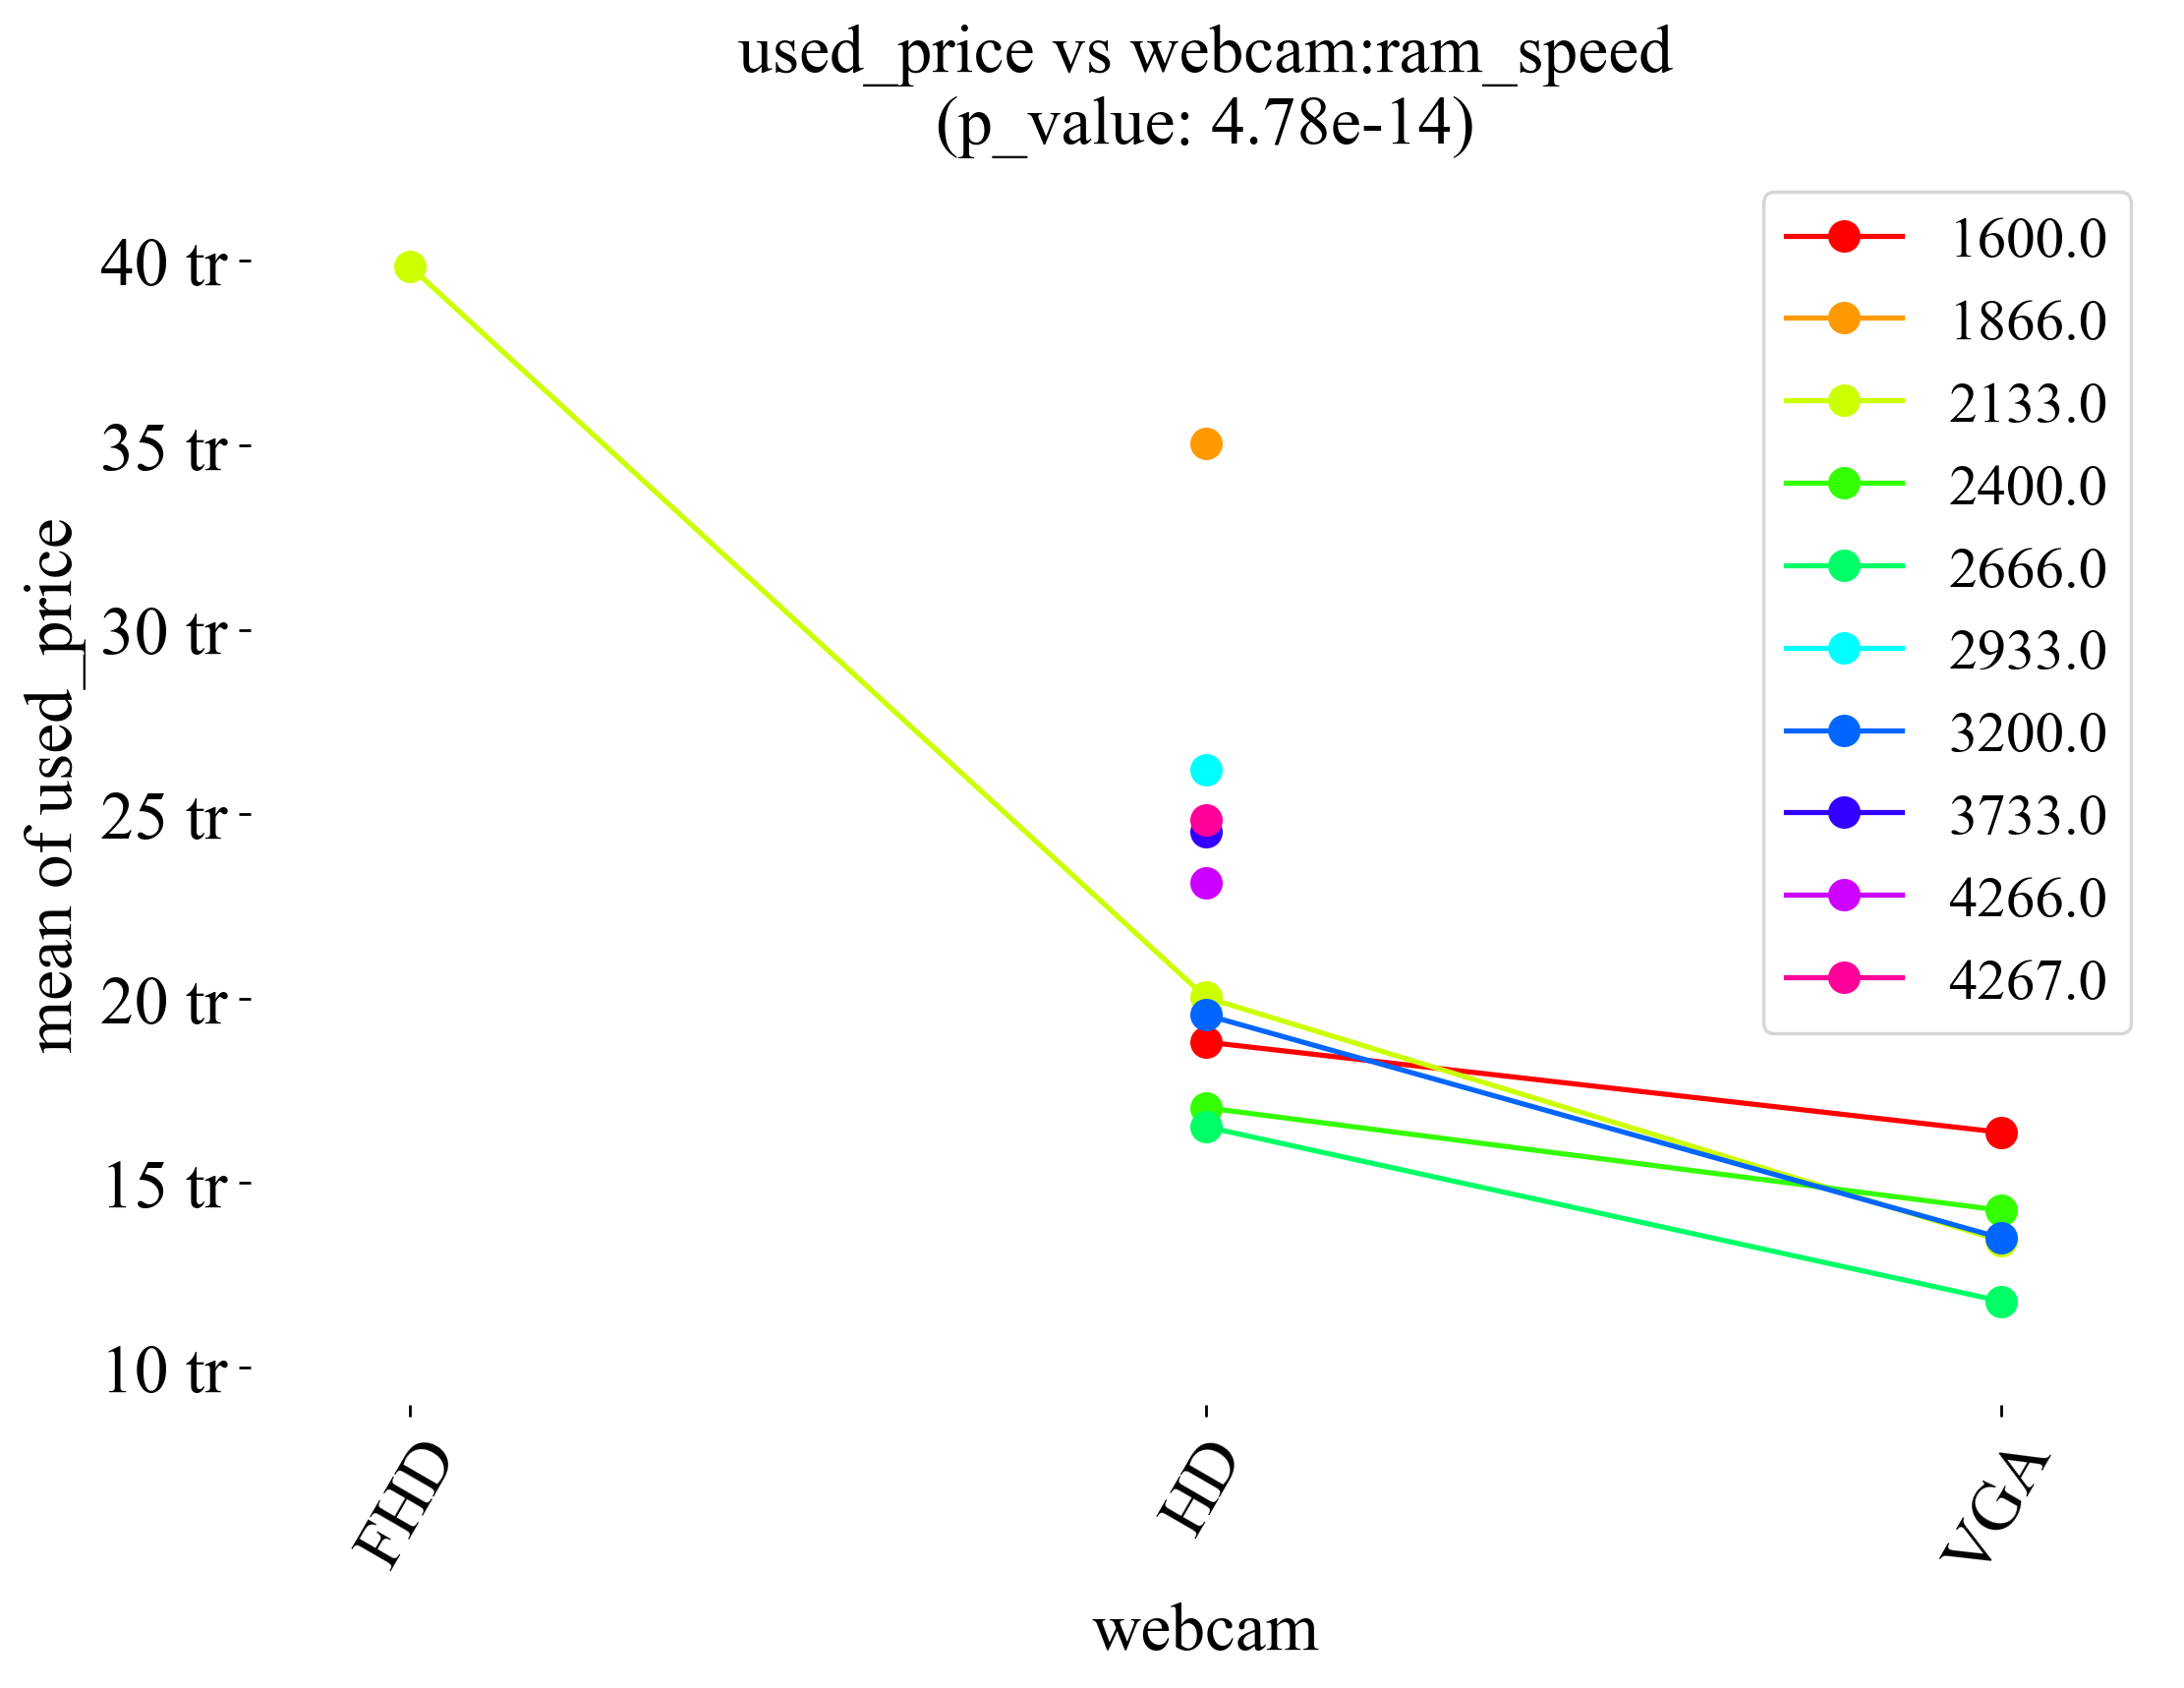 used_price vs webcam:ram_speed
(p_value: 4.78e-14)
mean of used_price
40 tr
35 tr
30 tr
25 tr
20 tr
15 tr
10 tr
1600.0
1866.0
2133.0
2400.0
2666.0
2933.0
3200.0
3733.0
4266.0
4267.0
FHD
HD
VGA
webcam